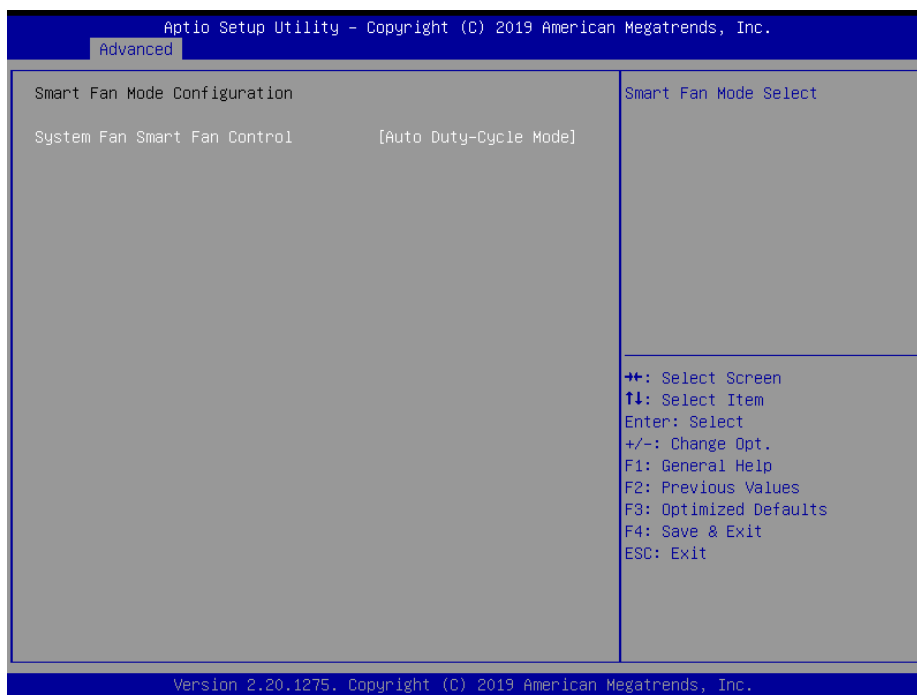 Aptio Setup Utility – Copyright (C) 2019 American Megatrends, Inc.
Advanced
Smart Fan Mode Configuration
System Fan Smart Fan Control [Auto Duty-Cycle Mode]
Smart Fan Mode Select
→←: Select Screen
↑↓: Select Item
Enter: Select
+/-: Change Opt.
F1: General Help
F2: Previous Values
F3: Optimized Defaults
F4: Save & Exit
ESC: Exit
Version 2.20.1275. Copyright (C) 2019 American Megatrends, Inc.